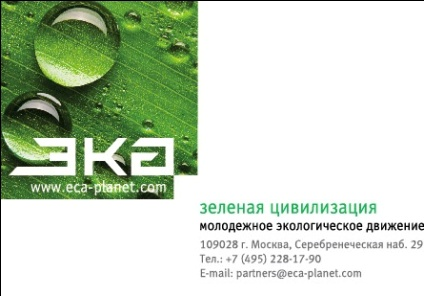 ЭКА
www.eca-planet.com
зеленая цивилизация
молодежное экологическое движение
109028 г. Москва, Серебренеческая наб. 29
Тел.: +7 (495) 228-17-90
E-mail: partners@eca-planet.com